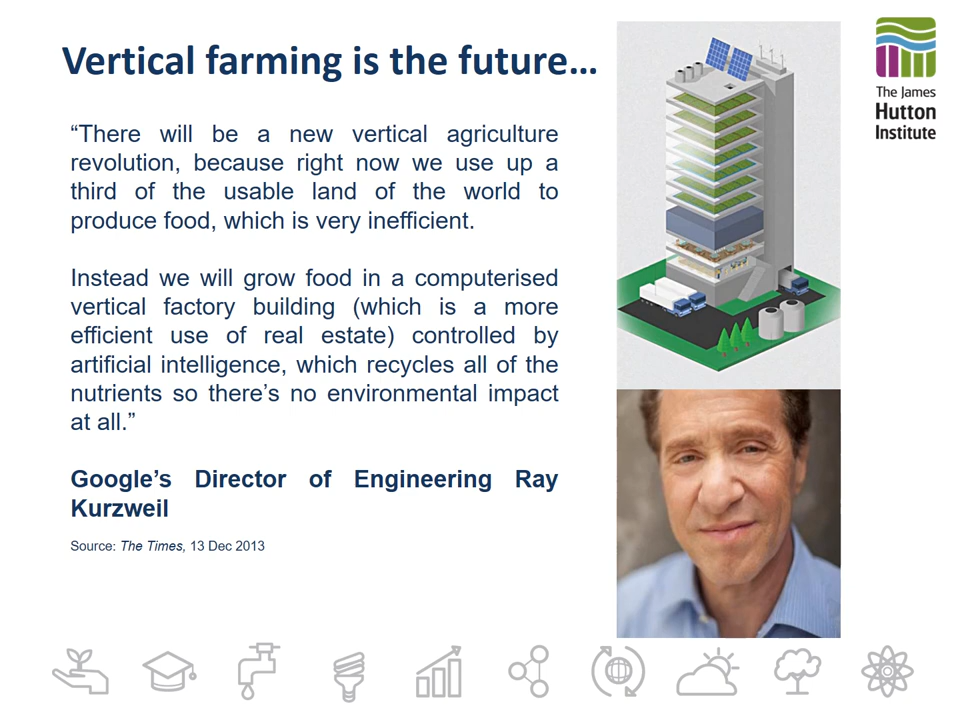 Vertical farming is the future…
The James
Hutton
Institute
“There will be a new vertical agriculture
revolution, because right now we use up a
third of the usable land of the world to
produce food, which is very inefficient.
Instead we will grow food in a computerised
vertical factory building (which is a more
efficient use of real estate) controlled by
artificial intelligence, which recycles all of the
nutrients so there’s no environmental impact
at all.”
Google’s Director of Engineering Ray
Kurzweil
Source: The Times, 13 Dec 2013